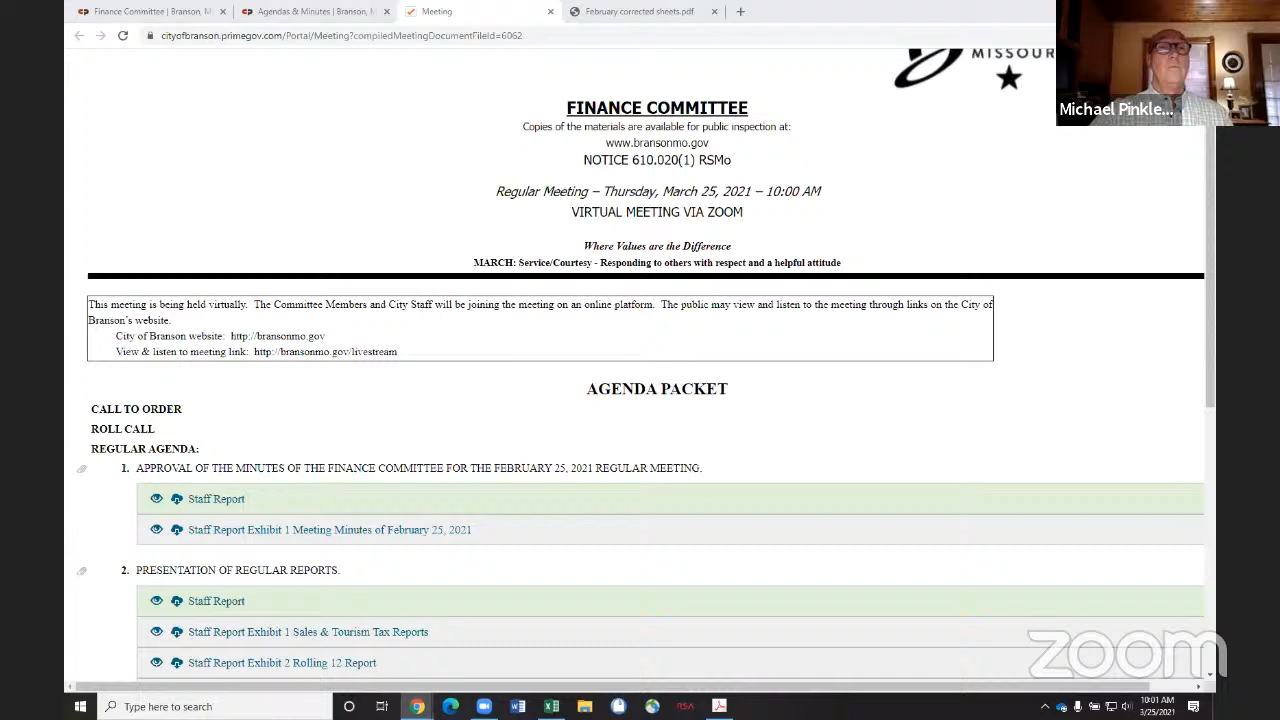 Finance Committee | Branson, M
Agendas & Minutes | Branson, M
Meeting
February corrected sheets.pdf
cityofbranson.primegov.com/Portal/Meeting?compiledMeetingDocumentFileId=6062
MISSOUR
Michael Pinkle...
FINANCE COMMITTEE
Copies of the materials are available for public inspection at:
www.bransonmo.gov
NOTICE 610.020(1) RSMo
Regular Meeting – Thursday, March 25, 2021 – 10:00 AM
VIRTUAL MEETING VIA ZOOM
Where Values are the Difference
MARCH: Service/Courtesy - Responding to others with respect and a helpful attitude
This meeting is being held virtually. The Committee Members and City Staff will be joining the meeting on an online platform. The public may view and listen to the meeting through links on the City of
Branson's website.
City of Branson website: http://bransonmo.gov
View & listen to meeting link: http://bransonmo.gov/livestream
AGENDA PACKET
CALL TO ORDER
ROLL CALL
REGULAR AGENDA:
1. APPROVAL OF THE MINUTES OF THE FINANCE COMMITTEE FOR THE FEBRUARY 25, 2021 REGULAR MEETING.
Staff Report
Staff Report Exhibit 1 Meeting Minutes of February 25, 2021
2. PRESENTATION OF REGULAR REPORTS.
Staff Report
Staff Report Exhibit 1 Sales & Tourism Tax Reports
Staff Report Exhibit 2 Rolling 12 Report
zoom
Type here to search
RSA
10:01 AM
3/25/2021